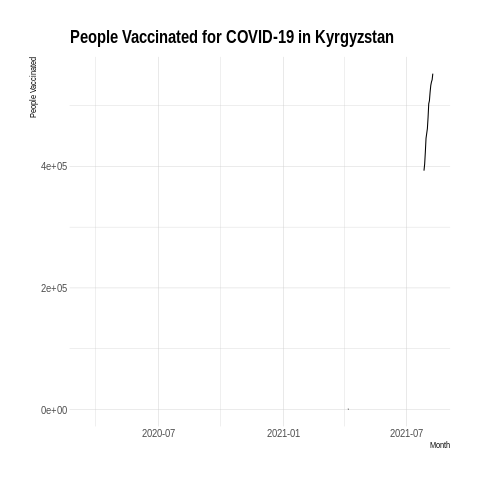 People Vaccinated for COVID-19 in Kyrgyzstan
People Vaccinated
4e+05
2e+05
0e+00
2020-07
2021-01
2021-07
Month